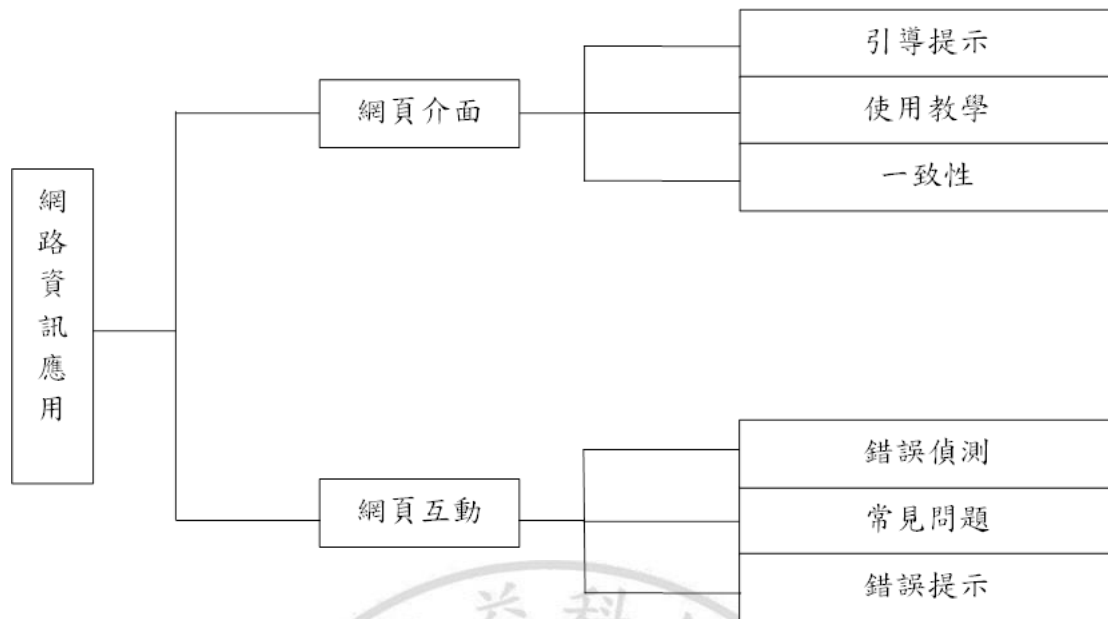 網路資訊應用
網頁介面
引導提示
使用教學
一致性
網頁互動
錯誤偵測
常見問題
錯誤提示
科